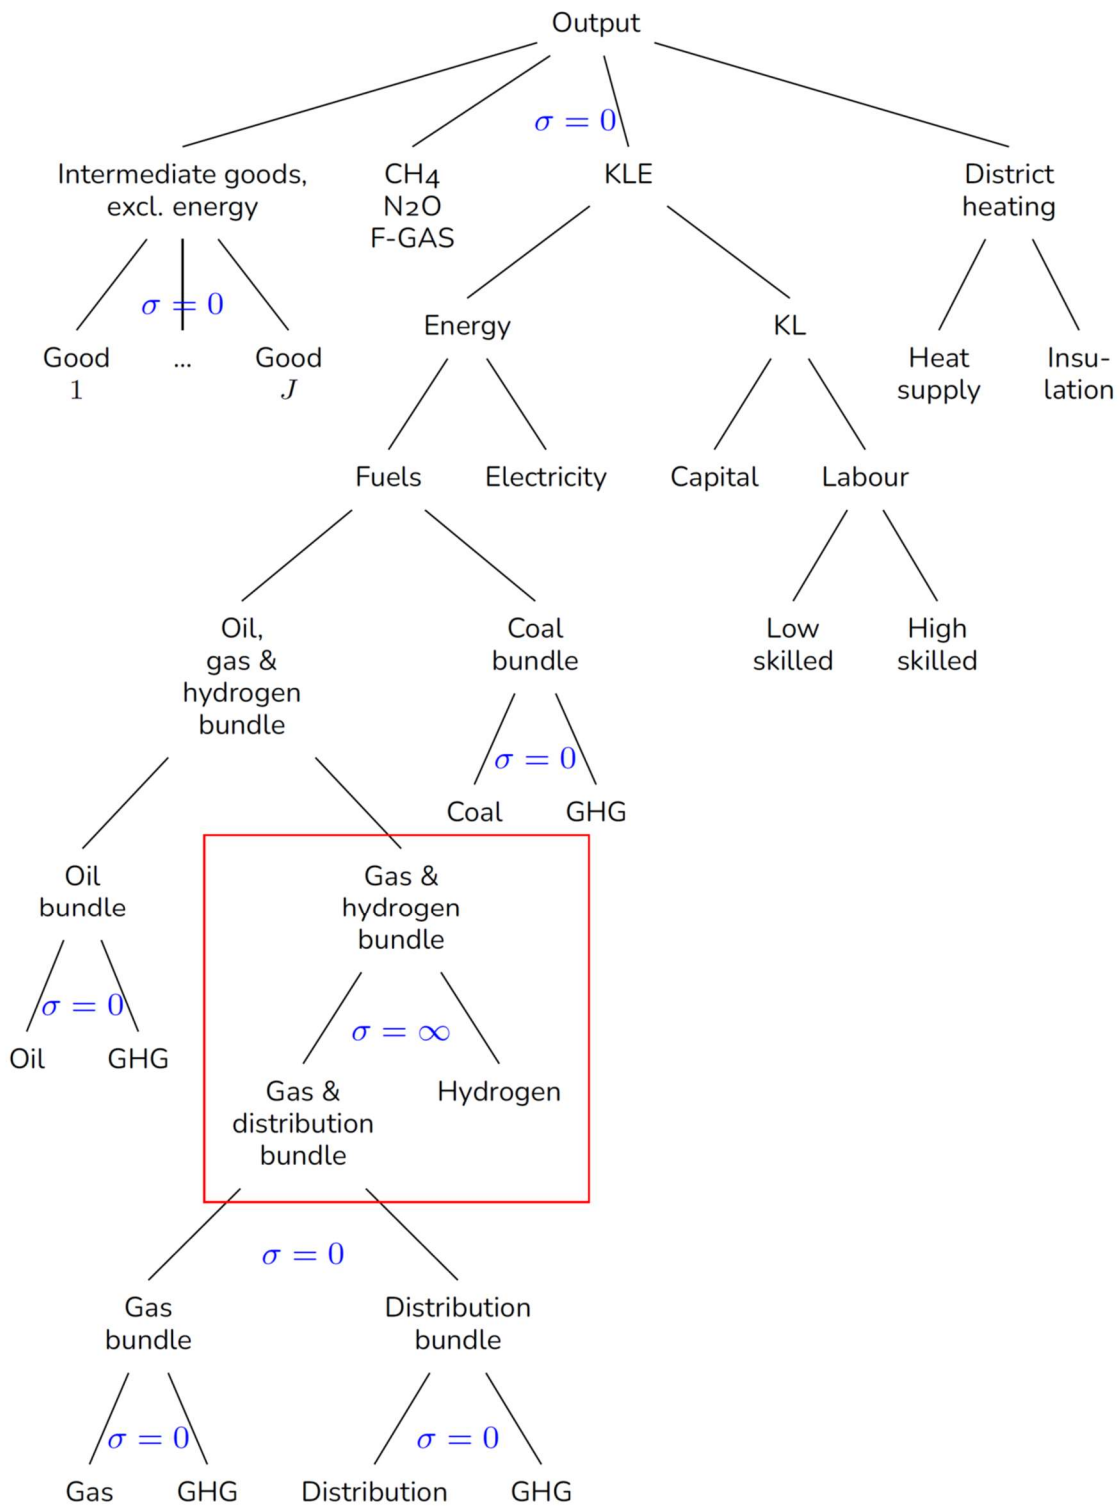 Output
σ = 0
Intermediate goods,
excl. energy
CH4
N2O
F-GAS
KLE
District
heating
σ = 0
Good
1
...
Good
J
Energy
KL
Heat
supply
Insu-
lation
Fuels
Electricity
Capital
Labour
Oil,
gas &
hydrogen
bundle
Coal
bundle
Low
skilled
High
skilled
σ = 0
Coal
GHG
Oil
bundle
Gas &
hydrogen
bundle
σ = 0
σ = ∞
Oil
GHG
Gas &
distribution
bundle
Hydrogen
σ = 0
Gas
bundle
Distribution
bundle
σ = 0
σ = 0
Gas
GHG
Distribution
GHG